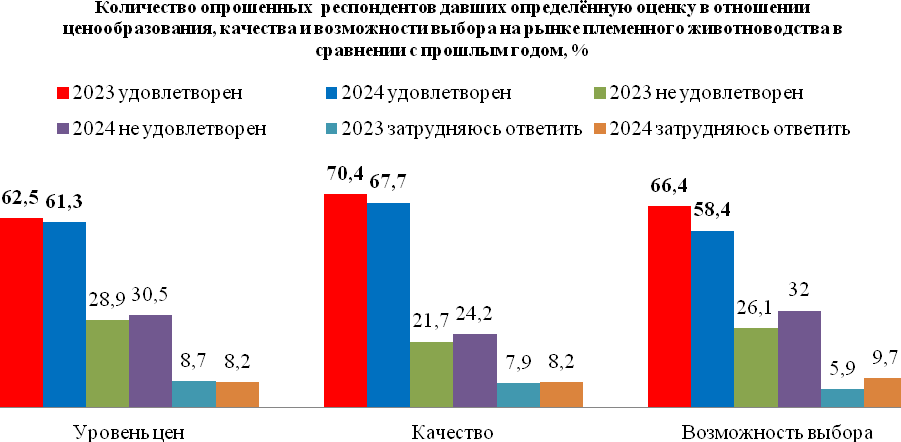 Количество опрошенных респондентов давших определённую оценку в отношении
ценообразования, качества и возможности выбора на рынке племенного животноводства в
сравнении с прошлым годом, %
2023 удовлетворен
2024 удовлетворен
2023 не удовлетворен
2024 не удовлетворен
2023 затрудняюсь ответить
2024 затрудняюсь ответить
62,5
61,3
28,9
30,5
8,7
8,2
70,4
67,7
21,7
24,2
7,9
8,2
66,4
58,4
26,1
32
5,9
9,7
Уровень цен
Качество
Возможность выбора